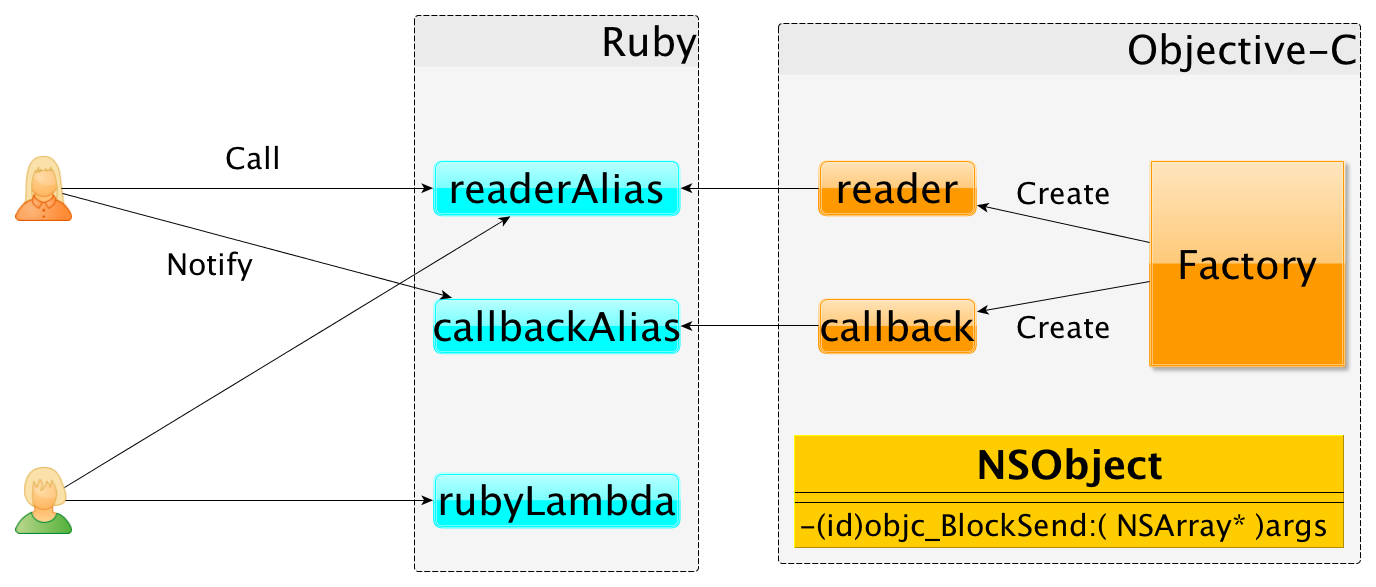 Ruby
Objective-C
Call
readerAlias
reader
Create
Factory
Notify
callbackAlias
callback
Create
NSObject
rubyLambda
-(id)objc_BlockSend:( NSArray* )args